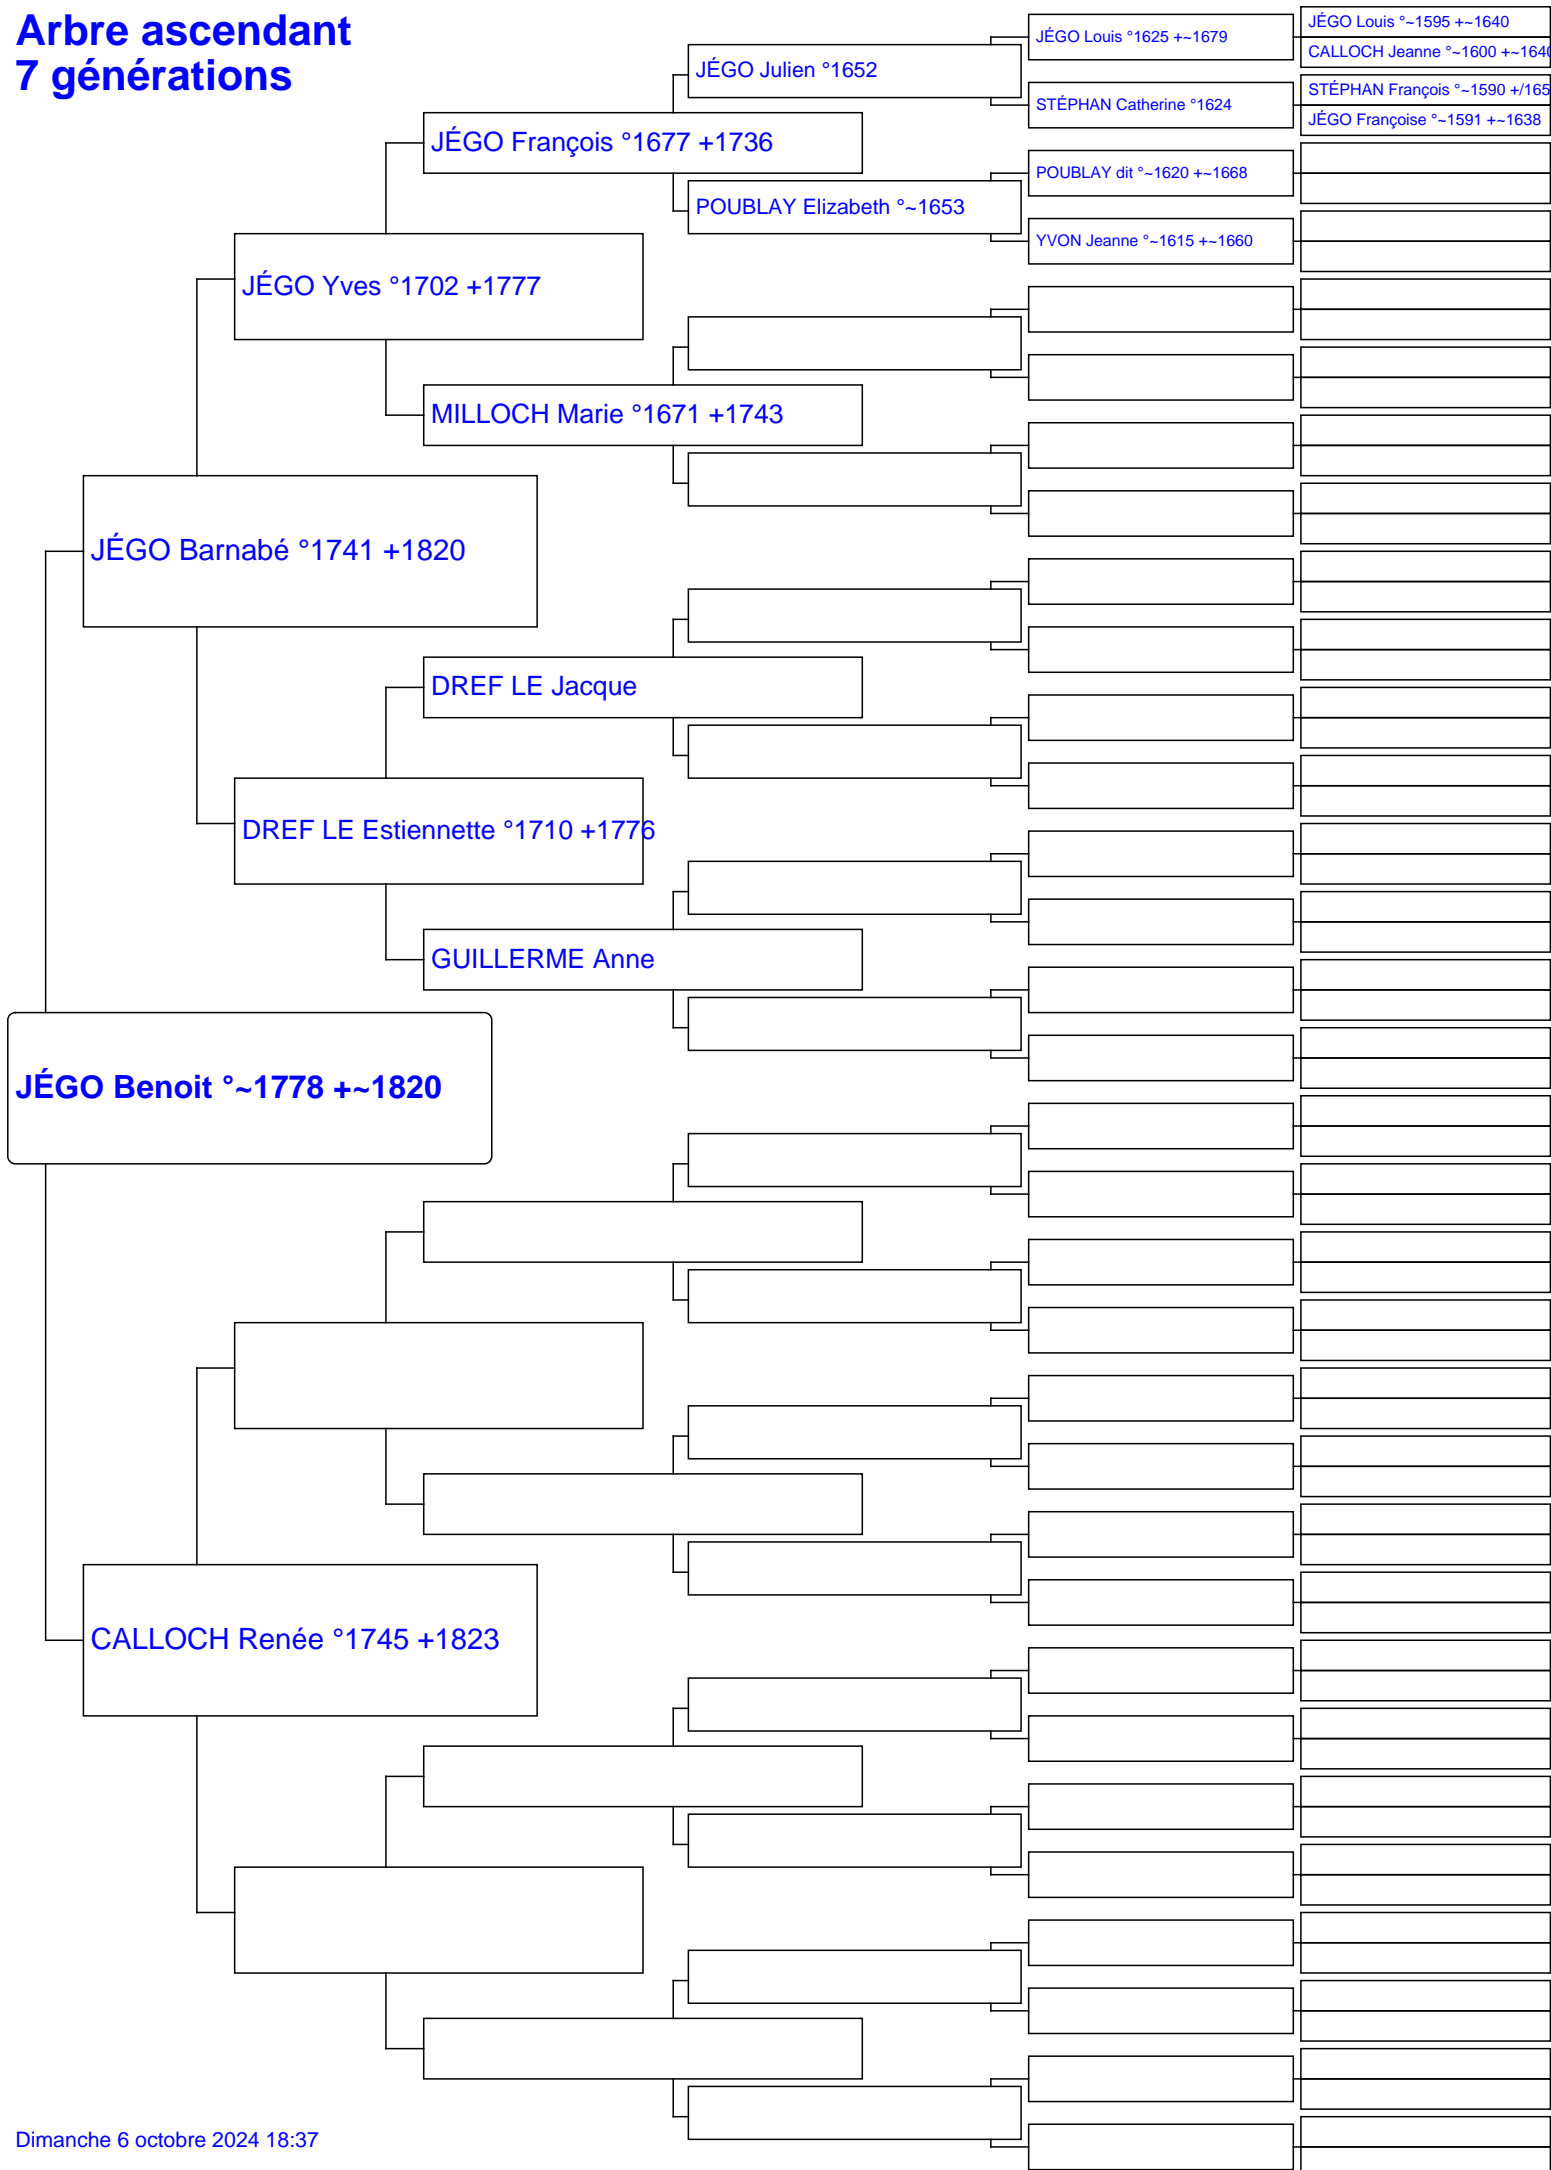 Arbre ascendant
7 générations
JÉGO Louis °~1595 +~1640
JÉGO Louis °1625 +~1679
CALLOCH Jeanne °~1600 +~1640
JÉGO Julien °1652
STÉPHAN François °~1590 +/165
STÉPHAN Catherine °1624
JÉGO Françoise °~1591 +~1638
JÉGO François °1677 +1736
POUBLAY dit °~1620 +~1668
POUBLAY Elizabeth °~1653
YVON Jeanne °~1615 +~1660
JÉGO Yves °1702 +1777
MILLOCH Marie °1671 +1743
JÉGO Barnabé °1741 +1820
DREF LE Jacque
DREF LE Estiennette °1710 +1776
GUILLERME Anne
JÉGO Benoit °~1778 +~1820
CALLOCH Renée °1745 +1823
Dimanche 6 octobre 2024 18:37